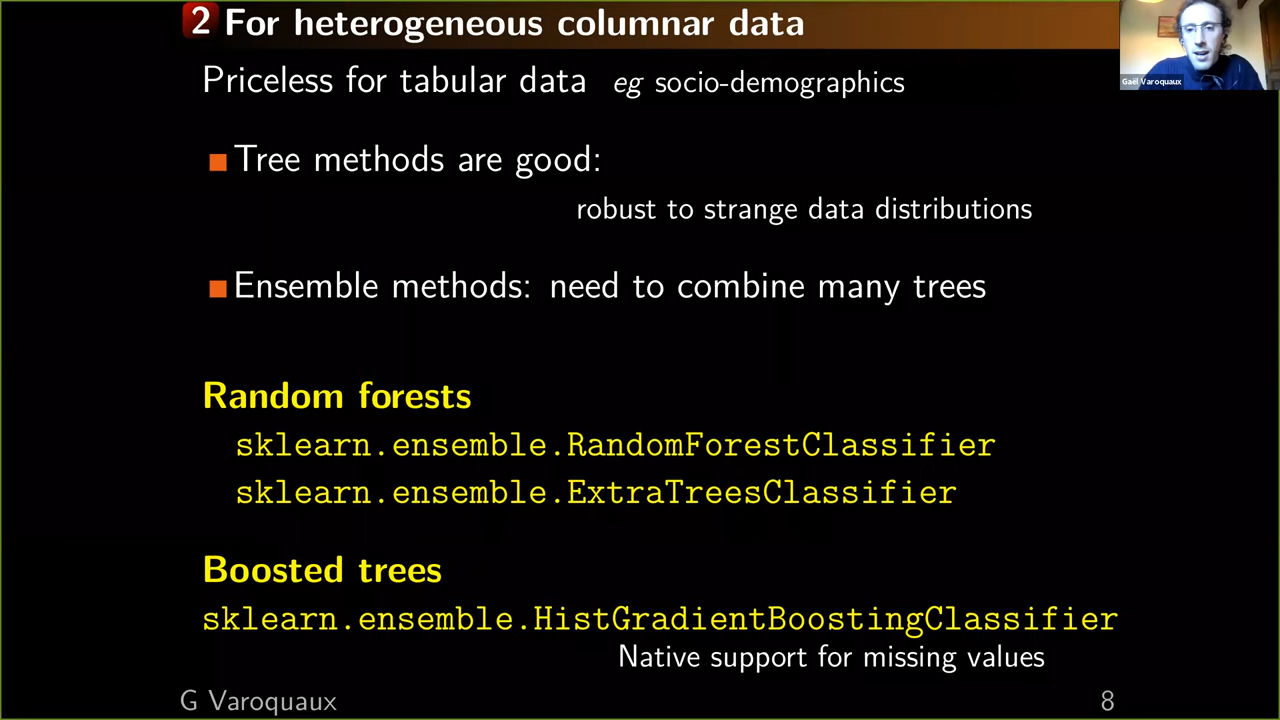 2 For heterogeneous columnar data
Gaël Varoquaux
Priceless for tabular data eg socio-demographics
Tree methods are good:
robust to strange data distributions
Ensemble methods: need to combine many trees
Random forests
sklearn.ensemble.RandomForestClassifier
sklearn.ensemble.ExtraTreesClassifier
Boosted trees
sklearn.ensemble.HistGradientBoostingClassifier
Native support for missing values
G Varoquaux 8